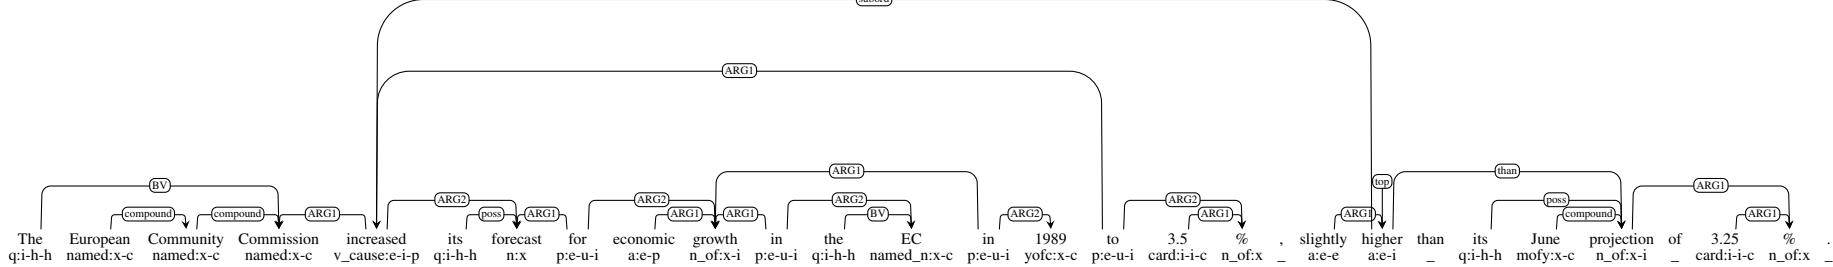 subord
ARG1
ARG1
than
top
BV
ARG1
ARG2
ARG2
ARG2
ARG2
poss
compound
compound
ARG1
poss
ARG1
ARG1
ARG1
BV
ARG2
ARG1
ARG1
compound
ARG1
The European Community Commission increased its forecast for economic growth in the EC in 1989 to 3.5 % , slightly higher than its June projection of 3.25 % .
q:i-h-h named:x-c named:x-c named:x-c v_cause:e-i-p q:i-h-h n:x p:e-u-i a:e-p n_of:x-i p:e-u-i q:i-h-h named_n:x-c p:e-u-i yofc:x-c p:e-u-i card:i-i-c n_of:x _ a:e-e a:e-i _ q:i-h-h mofy:x-c n_of:x-i _ card:i-i-c n_of:x _